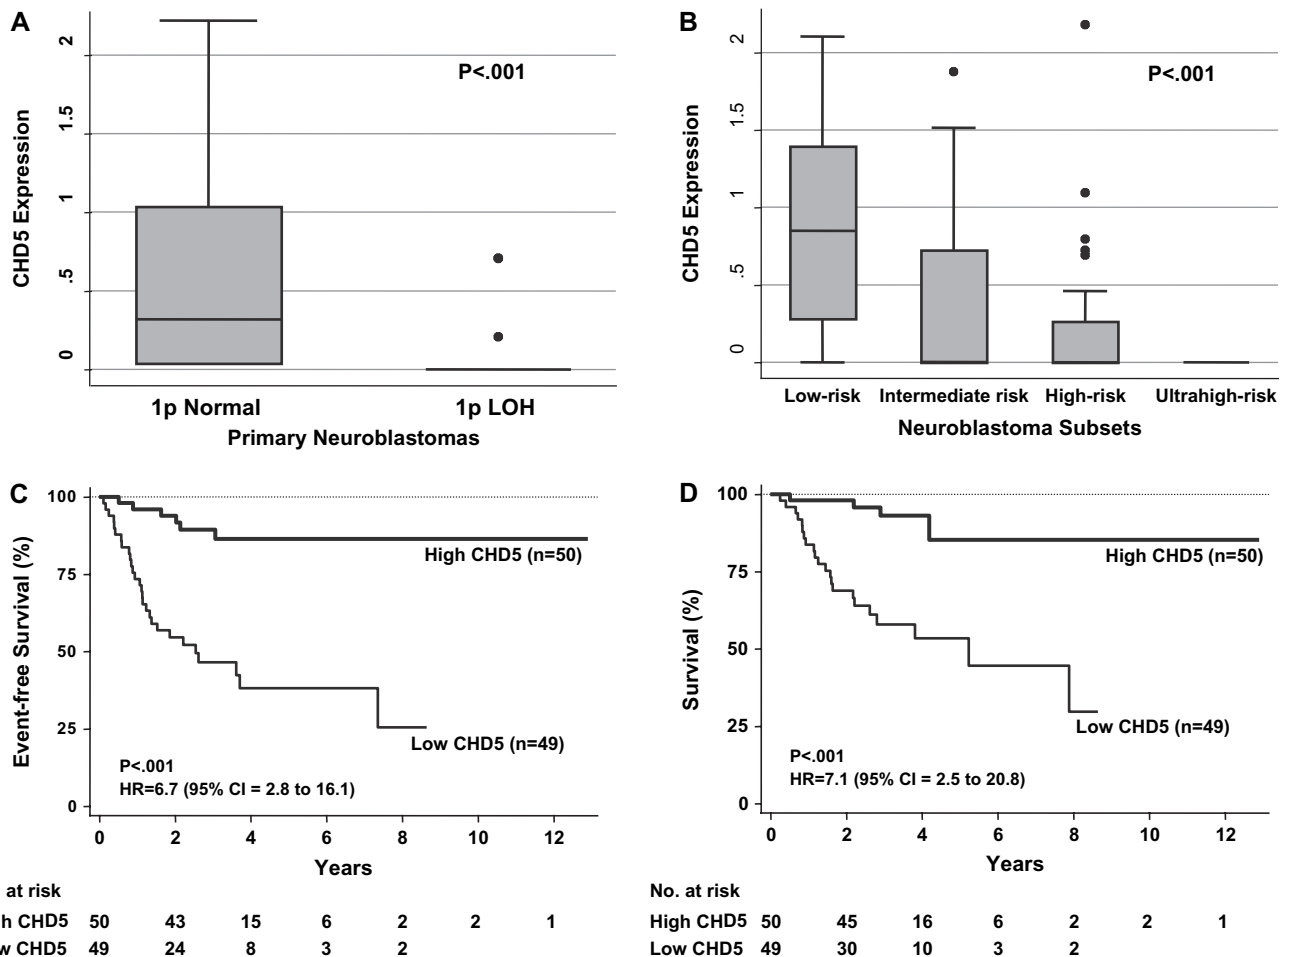 A
CHD5 Expression
2
1.5
1
.5
0
P<.001
1p Normal 1p LOH
Primary Neuroblastomas
B
CHD5 Expression
2
1.5
1
.5
0
P<.001
Low-risk Intermediate risk High-risk Ultrahigh-risk
Neuroblastoma Subsets
C
Event-free Survival (%)
100
75
50
25
0
High CHD5 (n=50)
Low CHD5 (n=49)
P<.001
HR=6.7 (95% CI = 2.8 to 16.1)
0 2 4 6 8 10 12
Years
at risk
h CHD5 50 43 15 6 2 2 1
w CHD5 49 24 8 3 2
D
Survival (%)
100
75
50
25
0
High CHD5 (n=50)
Low CHD5 (n=49)
P<.001
HR=7.1 (95% CI = 2.5 to 20.8)
0 2 4 6 8 10 12
Years
No. at risk
High CHD5 50 45 16 6 2 2 1
Low CHD5 49 30 10 3 2